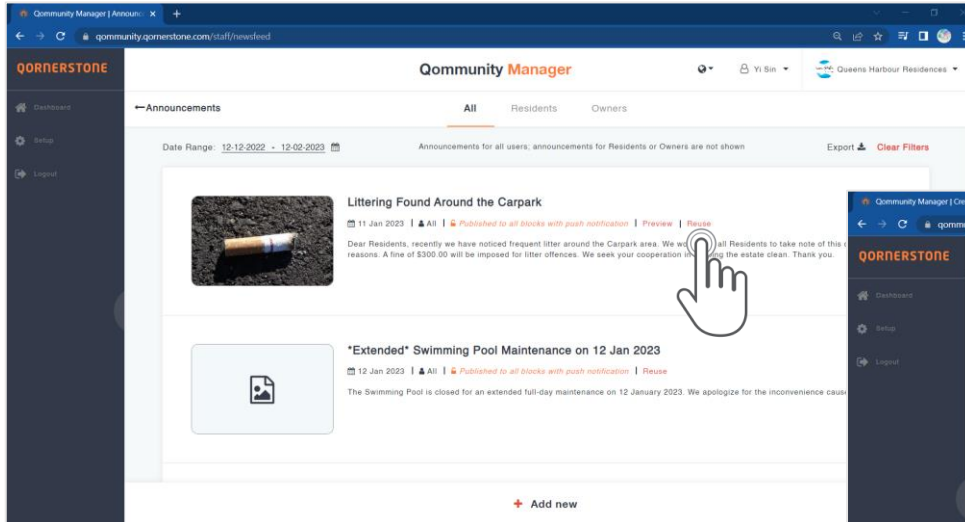 Qommunity Manager | Announc
qommunity.qornerstone.com/staff/newsfeed
QORNERSTONE
Qommunity Manager
Yi Sin
Queens Harbour Residences
Dashboard
Setup
Logout
Announcements
All
Residents
Owners
Date Range: 12-12-2022 - 12-02-2023
Announcements for all users; announcements for Residents or Owners are not shown
Export
Clear Filters
Littering Found Around the Carpark
11 Jan 2023 | All | Published to all blocks with push notification | Preview | Reuse
Dear Residents, recently we have noticed frequent litter around the Carpark area. We all Residents to take note of this
reasons. A fine of $300.00 will be imposed for litter offences. We seek your cooperation the estate clean. Thank you.
*Extended* Swimming Pool Maintenance on 12 Jan 2023
12 Jan 2023 | All | Published to all blocks with push notification | Reuse
The Swimming Pool is closed for an extended full-day maintenance on 12 January 2023. We apologize for the inconvenience
+ Add new
Qommunity Manager | Cre
qommu
QORNERSTONE
Dashboard
Setup
Logout